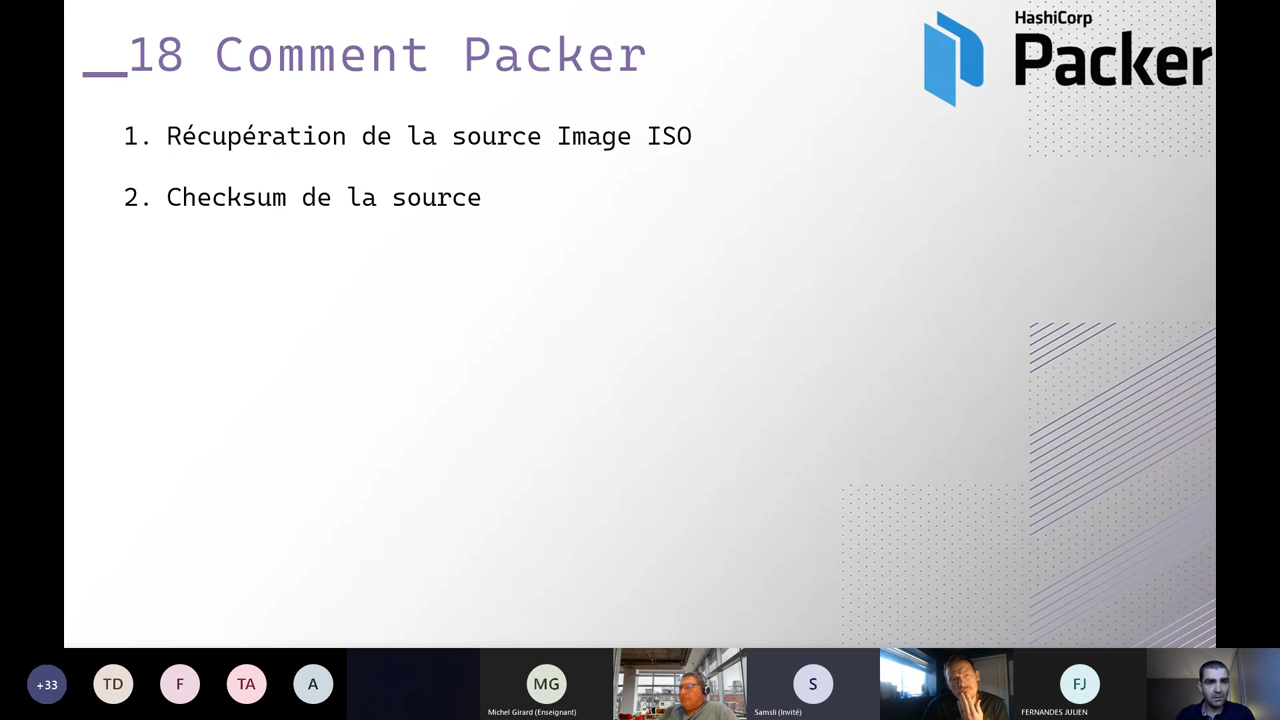 __18 Comment Packer
HashiCorp
Packer
1. Récupération de la source Image ISO
2. Checksum de la source
+33
TD
F
TA
A
MG
Michel Girard (Enseignant)
S
Samsli (Invité)
FJ
FERNANDES JULIEN